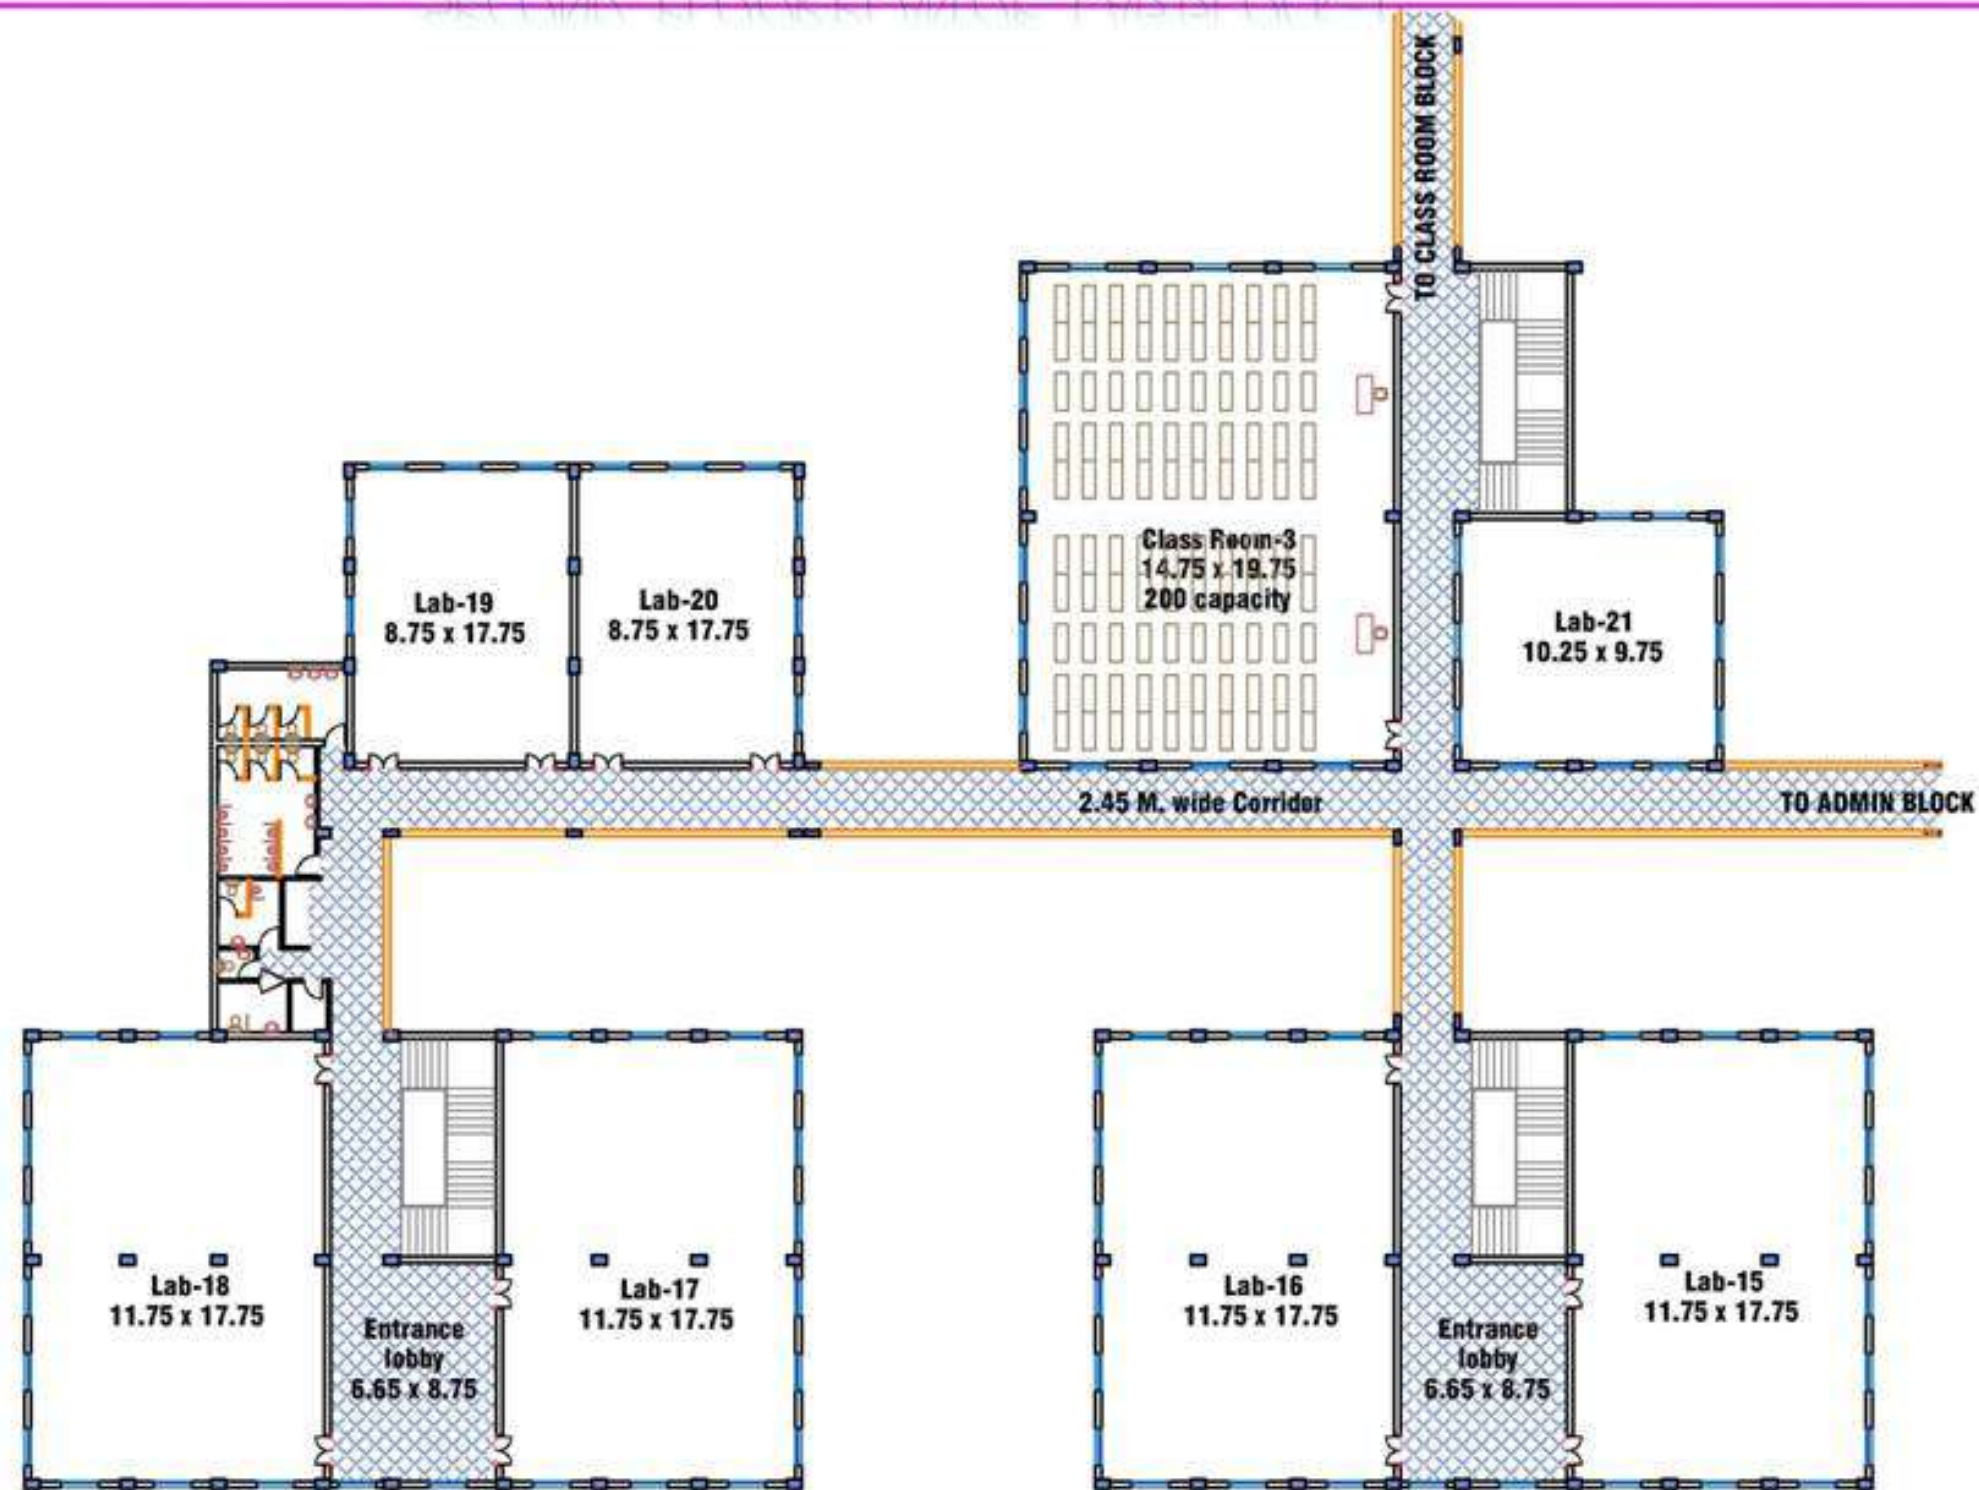 TO CLASS ROOM BLOCK
Class Room-3
14.75 x 19.75
200 capacity
Lab-19
8.75 x 17.75
Lab-20
8.75 x 17.75
Lab-21
10.25 x 9.75
2.45 M. wide Corridor
TO ADMIN BLOCK
Lab-18
11.75 x 17.75
Entrance
lobby
6.65 x 8.75
Lab-17
11.75 x 17.75
Lab-16
11.75 x 17.75
Entrance
lobby
6.65 x 8.75
Lab-15
11.75 x 17.75